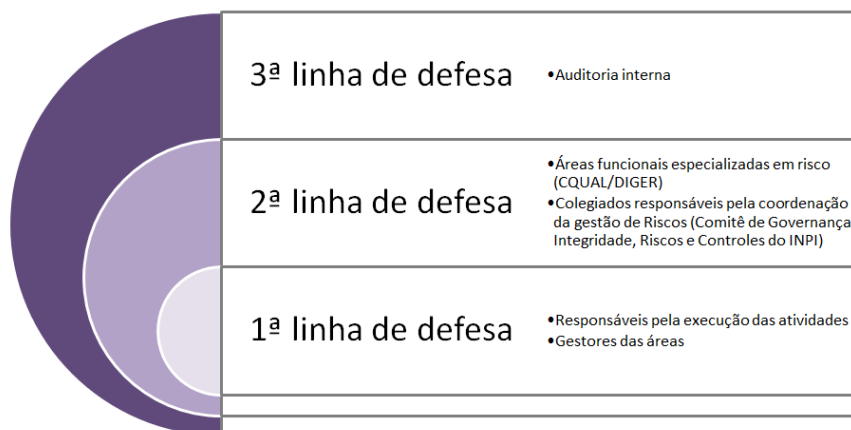 3ª linha de defesa
•Auditoria interna
2ª linha de defesa
•Áreas funcionais especializadas em risco
(CQUAL/DIGER)
•Colegiados responsáveis pela coordenação
da gestão de Riscos (Comitê de Governança
Integridade, Riscos e Controles do INPI)
1ª linha de defesa
•Responsáveis pela execução das atividades
•Gestores das áreas